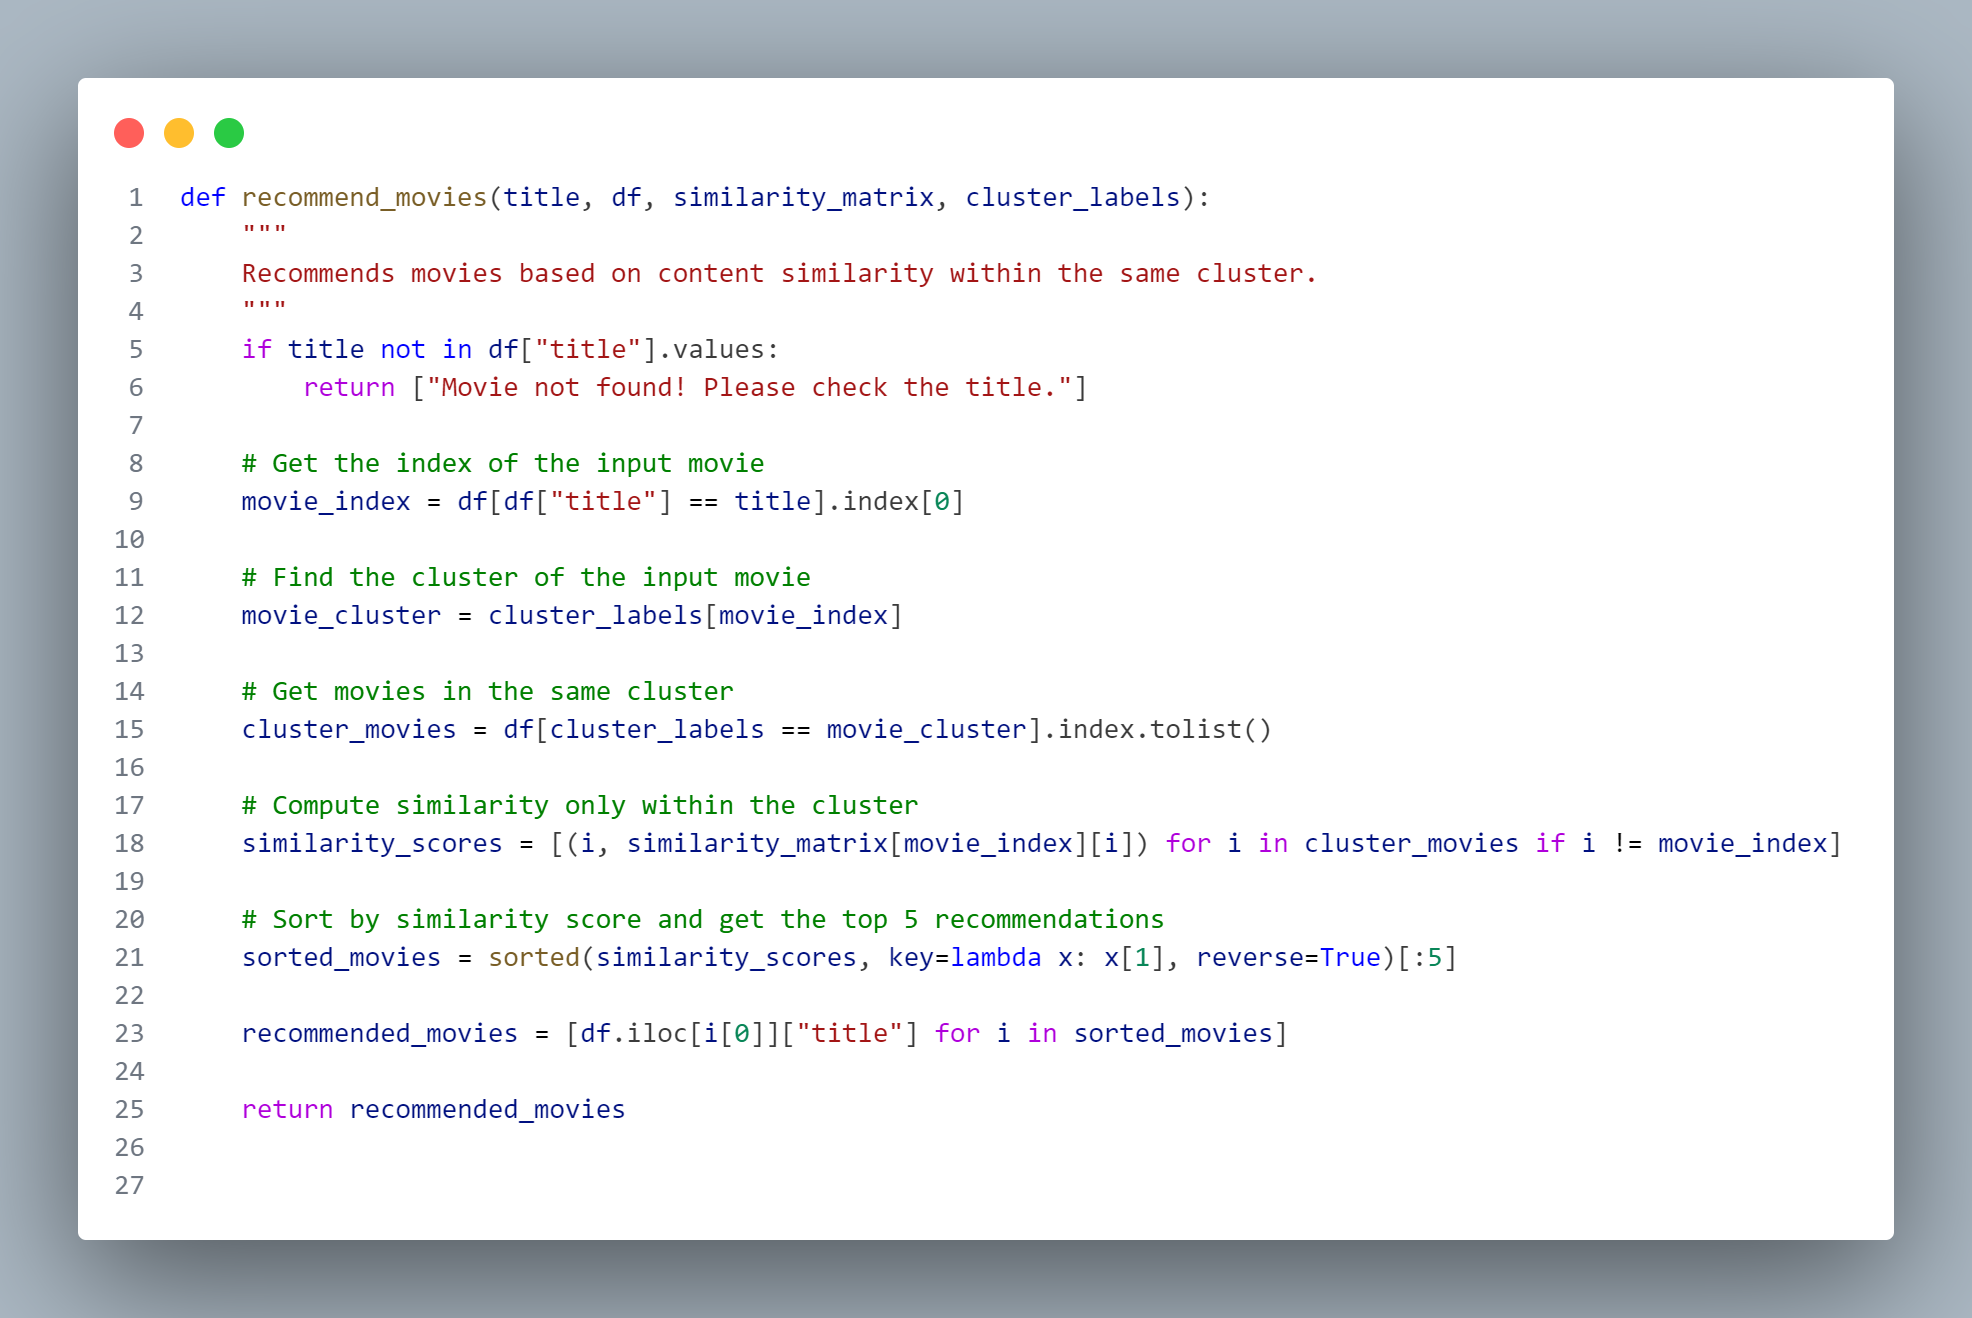 1 def recommend_movies(title, df, similarity_matrix, cluster_labels):
2     """
3     Recommends movies based on content similarity within the same cluster.
4     """
5     if title not in df["title"].values:
6         return ["Movie not found! Please check the title."]
7
8     # Get the index of the input movie
9     movie_index = df[df["title"] == title].index[0]
10
11     # Find the cluster of the input movie
12     movie_cluster = cluster_labels[movie_index]
13
14     # Get movies in the same cluster
15     cluster_movies = df[cluster_labels == movie_cluster].index.tolist()
16
17     # Compute similarity only within the cluster
18     similarity_scores = [(i, similarity_matrix[movie_index][i]) for i in cluster_movies if i != movie_index]
19
20     # Sort by similarity score and get the top 5 recommendations
21     sorted_movies = sorted(similarity_scores, key=lambda x: x[1], reverse=True)[:5]
22
23     recommended_movies = [df.iloc[i[0]]["title"] for i in sorted_movies]
24
25     return recommended_movies
26
27